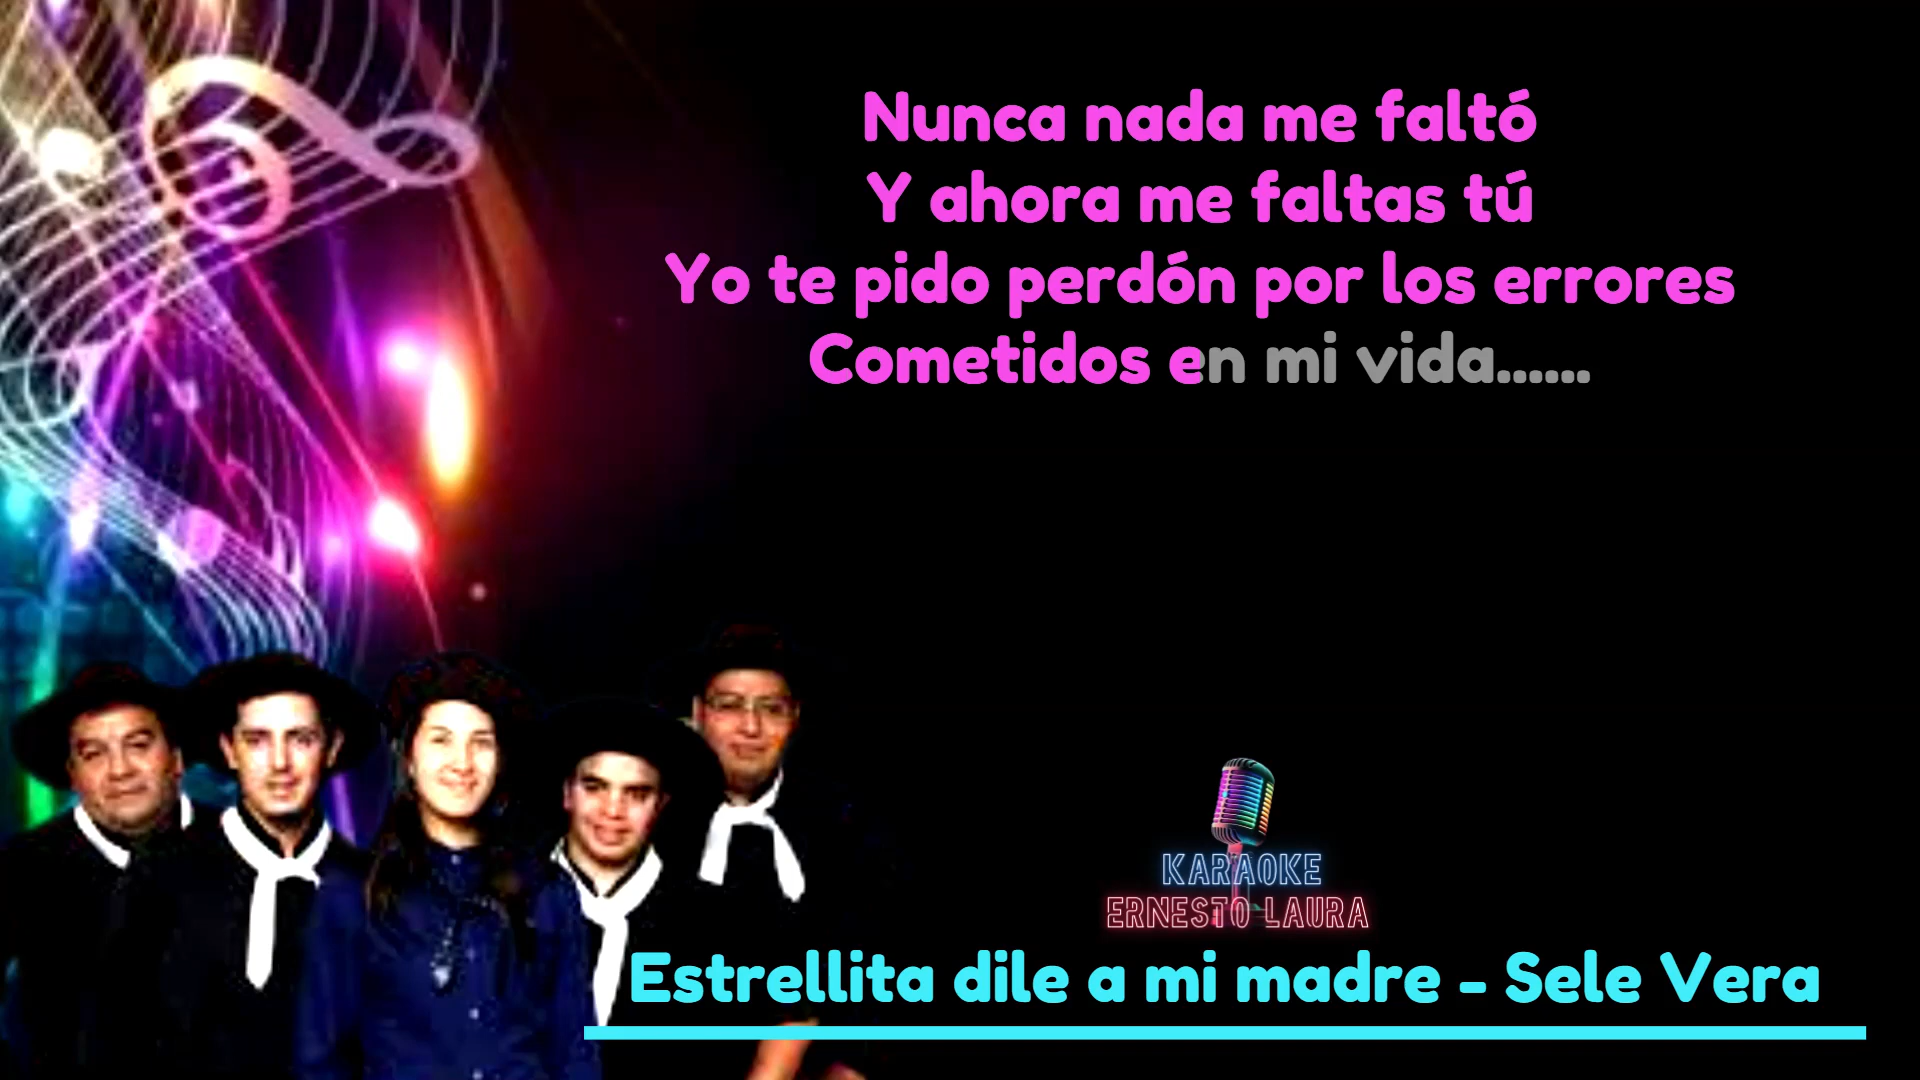 Nunca nada me faltó
Y ahora me faltas tú
Yo te pido perdón por los errores
Cometidos en mi vida......
KARAOKE
ERNESTO LAURA
Estrellita dile a mi madre - Sele Vera